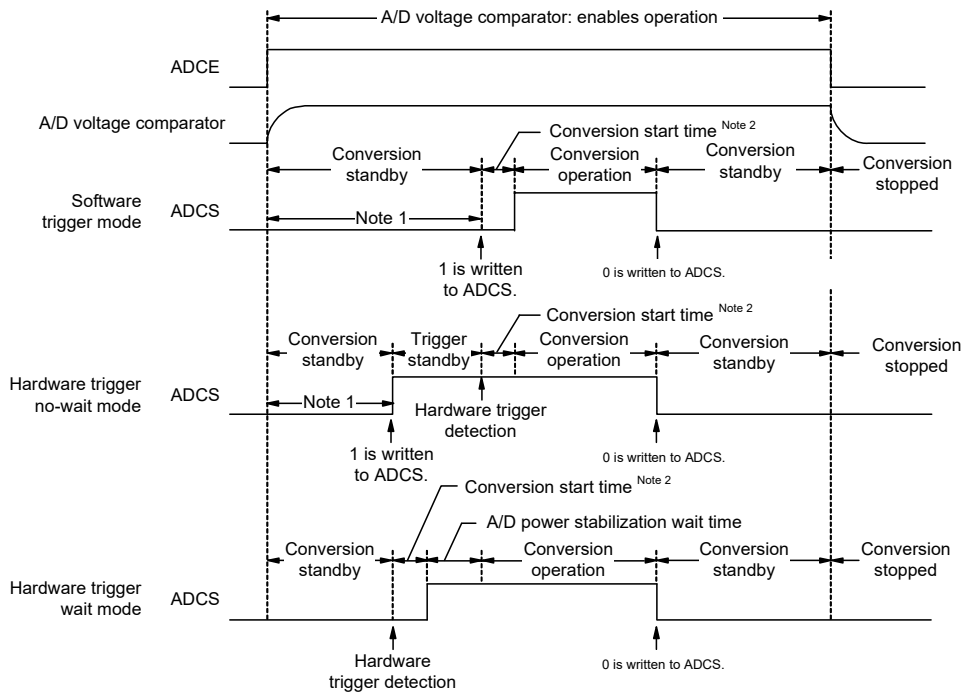 A/D voltage comparator: enables operation
ADCE
A/D voltage comparator
Conversion start time Note 2
Conversion
standby
Conversion
operation
Conversion
standby
Conversion
stopped
Software
trigger mode
ADCS
Note 1
1 is written
to ADCS.
0 is written to ADCS.
Conversion start time Note 2
Conversion
standby
Trigger
standby
Conversion
operation
Conversion
standby
Conversion
stopped
Hardware trigger
no-wait mode
ADCS
Note 1
Hardware trigger
detection
1 is written
to ADCS.
0 is written to ADCS.
Conversion start time Note 2
A/D power stabilization wait time
Conversion
standby
Conversion
operation
Conversion
standby
Conversion
stopped
Hardware trigger
wait mode
ADCS
Hardware
trigger detection
0 is written to ADCS.